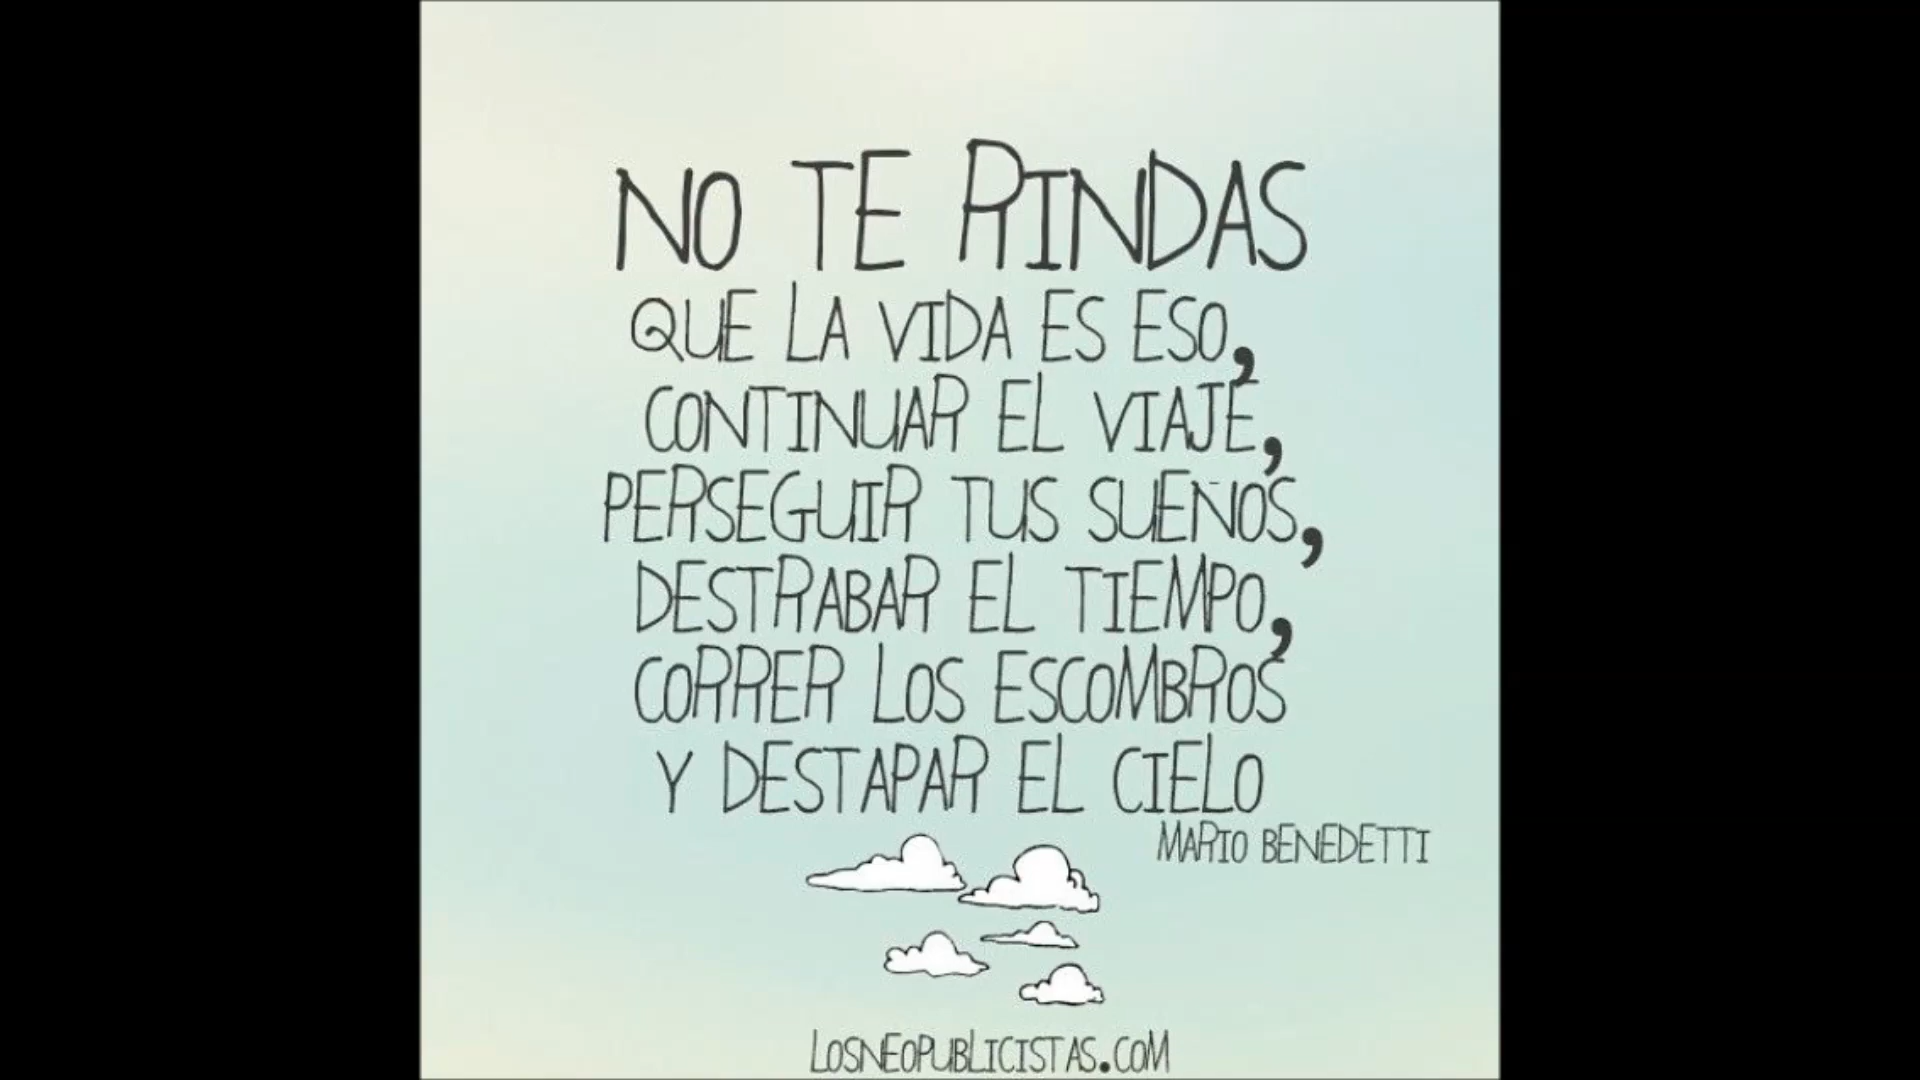 NO TE RINDAS
QUE LA VIDA ES ESO,
CONTINUAR EL VIAJE,
PERSEGUIR TUS SUEÑOS,
DESTRABAR EL TIEMPO,
CORRER LOS ESCOMBROS
Y DESTAPAR EL CIELO
MARIO BENEDETTI
LOSNEOPUBLICISTAS.COM